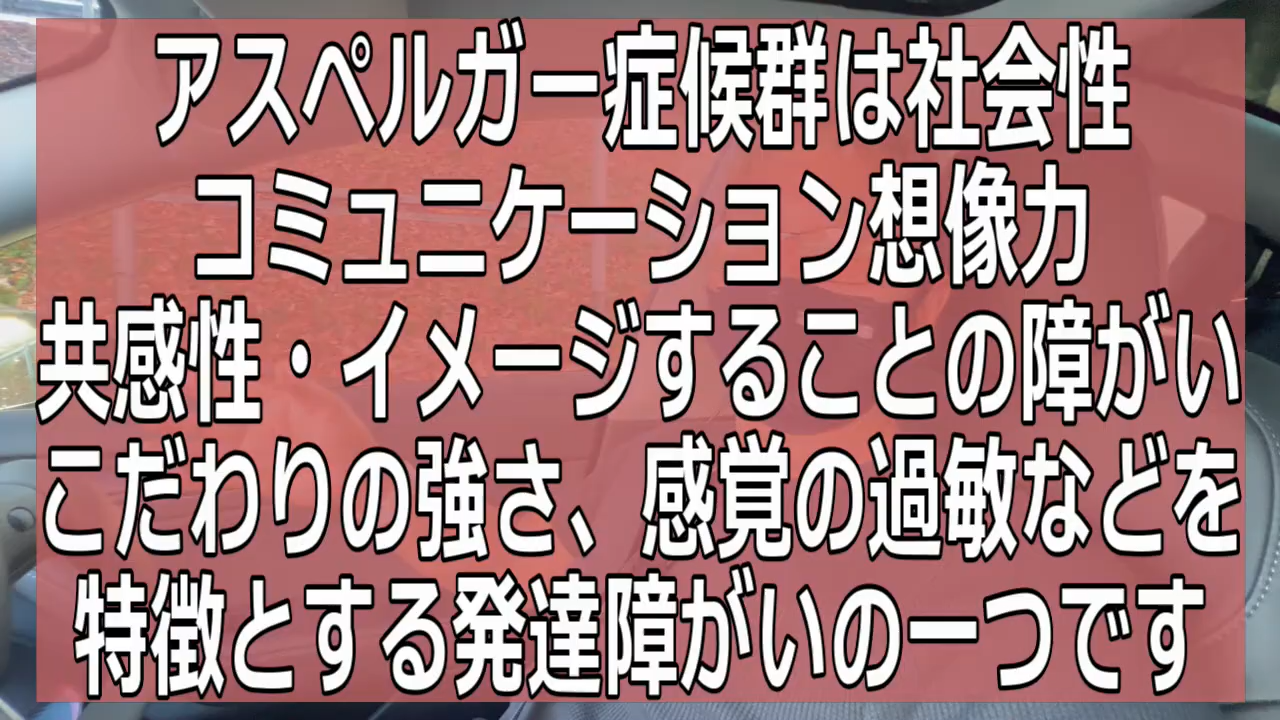 アスペルガー症候群は社会性
コミュニケーション想像力
共感性・イメージすることの障がい
こだわりの強さ、感覚の過敏などを
特徴とする発達障がいの一つです